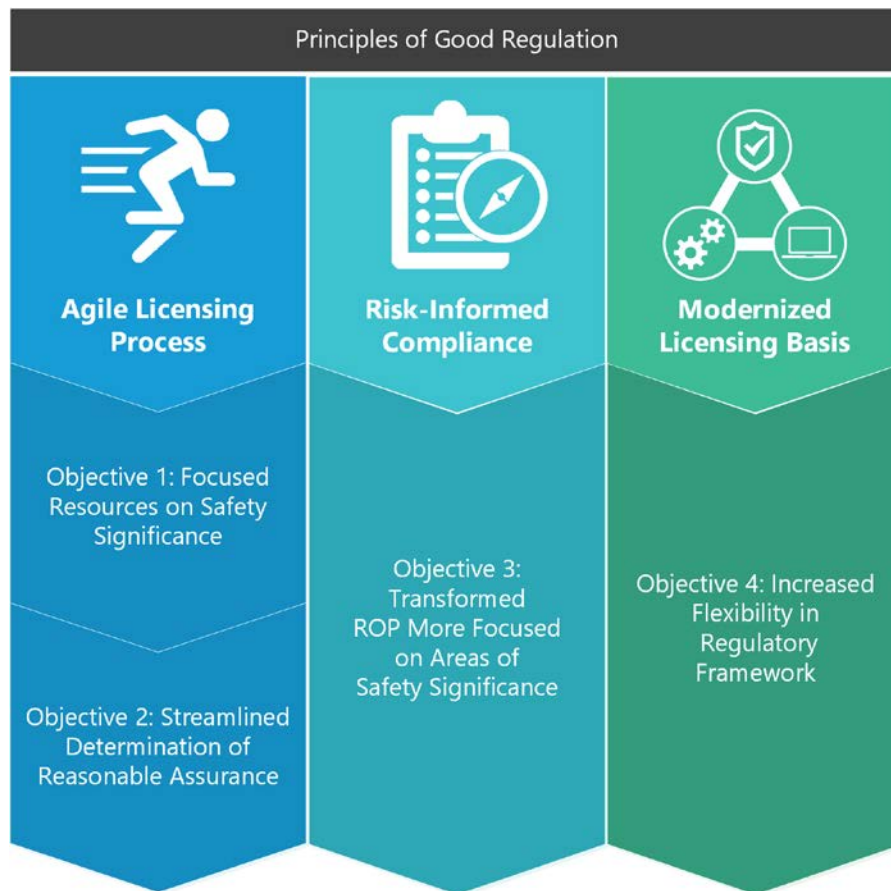 Principles of Good Regulation
Agile Licensing
Process
Objective 1: Focused
Resources on Safety
Significance
Objective 2: Streamlined
Determination of
Reasonable Assurance
Risk-Informed
Compliance
Objective 3:
Transformed
ROP More Focused
on Areas of
Safety Significance
Modernized
Licensing Basis
Objective 4: Increased
Flexibility in
Regulatory
Framework